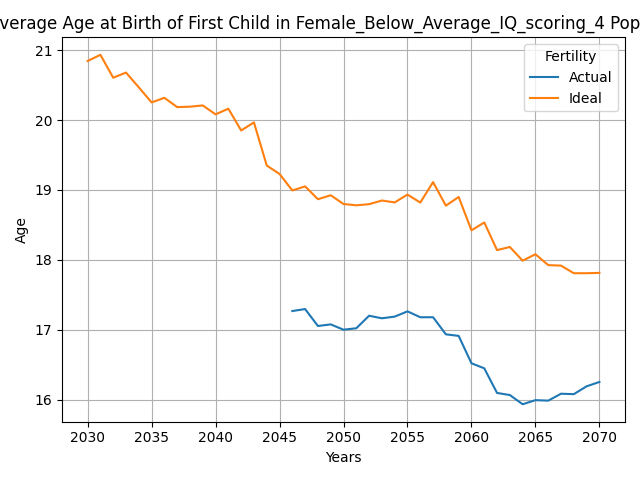 verage Age at Birth of First Child in Female_Below_Average_IQ_scoring_4 Pop
Fertility
Actual
Ideal
21
20
19
18
17
16
Age
2030 2035 2040 2045 2050 2055 2060 2065 2070
Years